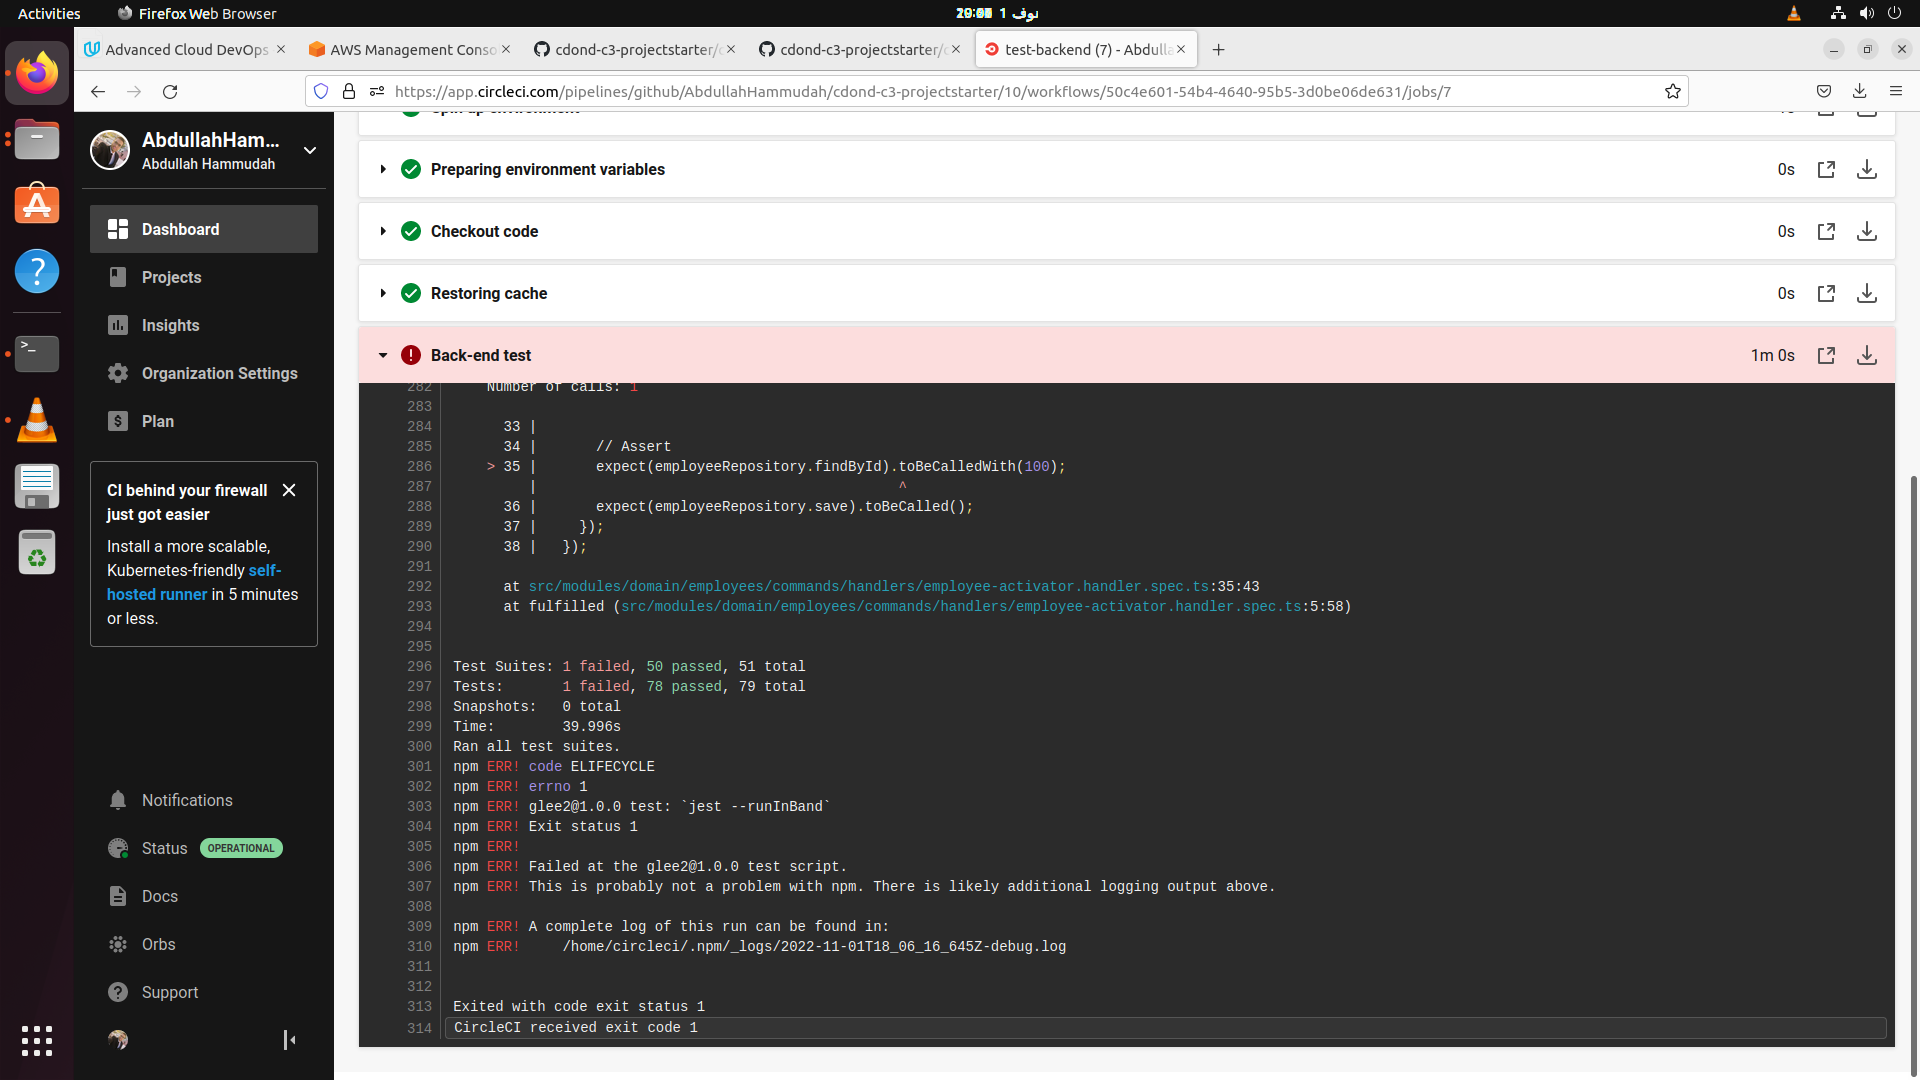 Activities
Firefox Web Browser
نوف 1
Advanced Cloud DevOps
AWS Management Conso
cdond-c3-projectstarter/c
cdond-c3-projectstarter/
test-backend (7) - Abdulla
https://app.circleci.com/pipelines/github/AbdullahHammudah/cdond-c3-projectstarter/10/workflows/50c4e601-54b4-4640-95b5-3d0be06de631/jobs/7
AbdullahHam...
Abdullah Hammudah
Dashboard
Projects
Insights
Organization Settings
Plan
CI behind your firewall
just got easier
Install a more scalable,
Kubernetes-friendly self-
hosted runner in 5 minutes
or less.
Notifications
Status OPERATIONAL
Docs
Orbs
Support
Preparing environment variables 0s
Checkout code 0s
Restoring cache 0s
Back-end test 1m 0s
282 Number of calls: 1
283
284 33 |
285 34 | // Assert
286 > 35 | expect(employeeRepository.findById).toBeCalledWith(100);
287 | ^
288 36 | expect(employeeRepository.save).toBeCalled();
289 37 | });
290 38 | });
291
292 at src/modules/domain/employees/commands/handlers/employee-activator.handler.spec.ts:35:43
293 at fulfilled (src/modules/domain/employees/commands/handlers/employee-activator.handler.spec.ts:5:58)
294
295
296 Test Suites: 1 failed, 50 passed, 51 total
297 Tests: 1 failed, 78 passed, 79 total
298 Snapshots: 0 total
299 Time: 39.996s
300 Ran all test suites.
301 npm ERR! code ELIFECYCLE
302 npm ERR! errno 1
303 npm ERR! glee2@1.0.0 test: `jest --runInBand`
304 npm ERR! Exit status 1
305 npm ERR!
306 npm ERR! Failed at the glee2@1.0.0 test script.
307 npm ERR! This is probably not a problem with npm. There is likely additional logging output above.
308
309 npm ERR! A complete log of this run can be found in:
310 npm ERR! /home/circleci/.npm/_logs/2022-11-01T18_06_16_645Z-debug.log
311
312
313 Exited with code exit status 1
314 CircleCI received exit code 1